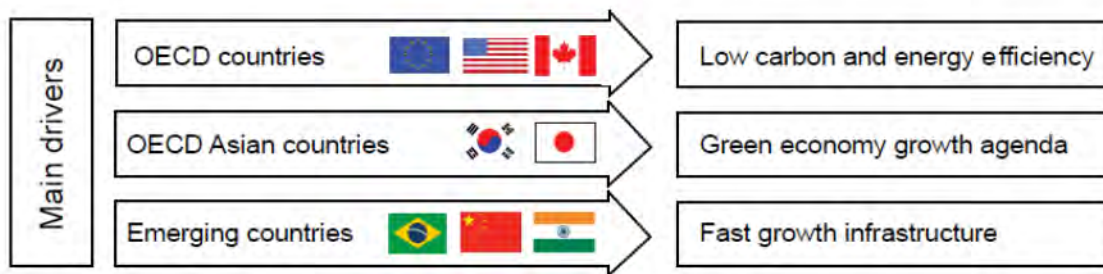 Main drivers
OECD countries
Low carbon and energy efficiency
OECD Asian countries
Green economy growth agenda
Emerging countries
Fast growth infrastructure